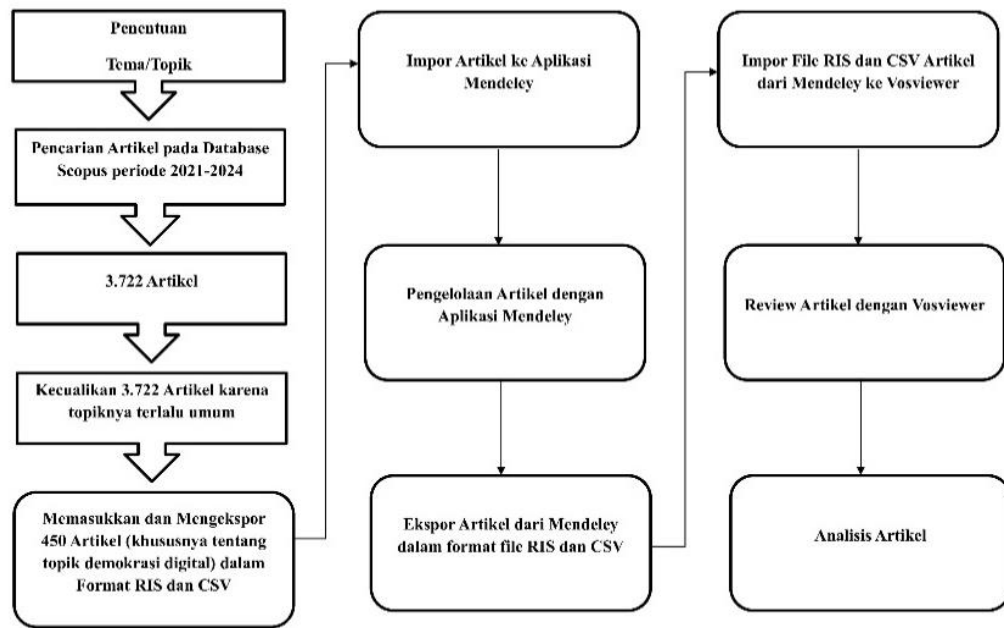 Penentuan
Tema/Topik
Pencarian Artikel pada Database
Scopus periode 2021-2024
3.722 Artikel
Kecualikan 3.722 Artikel karena
topiknya terlalu umum
Memasukkan dan Mengekspor
450 Artikel (khususnya tentang
topik demokrasi digital) dalam
Format RIS dan CSV
Impor Artikel ke Aplikasi
Mendeley
Pengelolaan Artikel dengan
Aplikasi Mendeley
Ekspor Artikel dari Mendeley
dalam format file RIS dan CSV
Impor File RIS dan CSV Artikel
dari Mendeley ke Vosviewer
Review Artikel dengan Vosviewer
Analisis Artikel